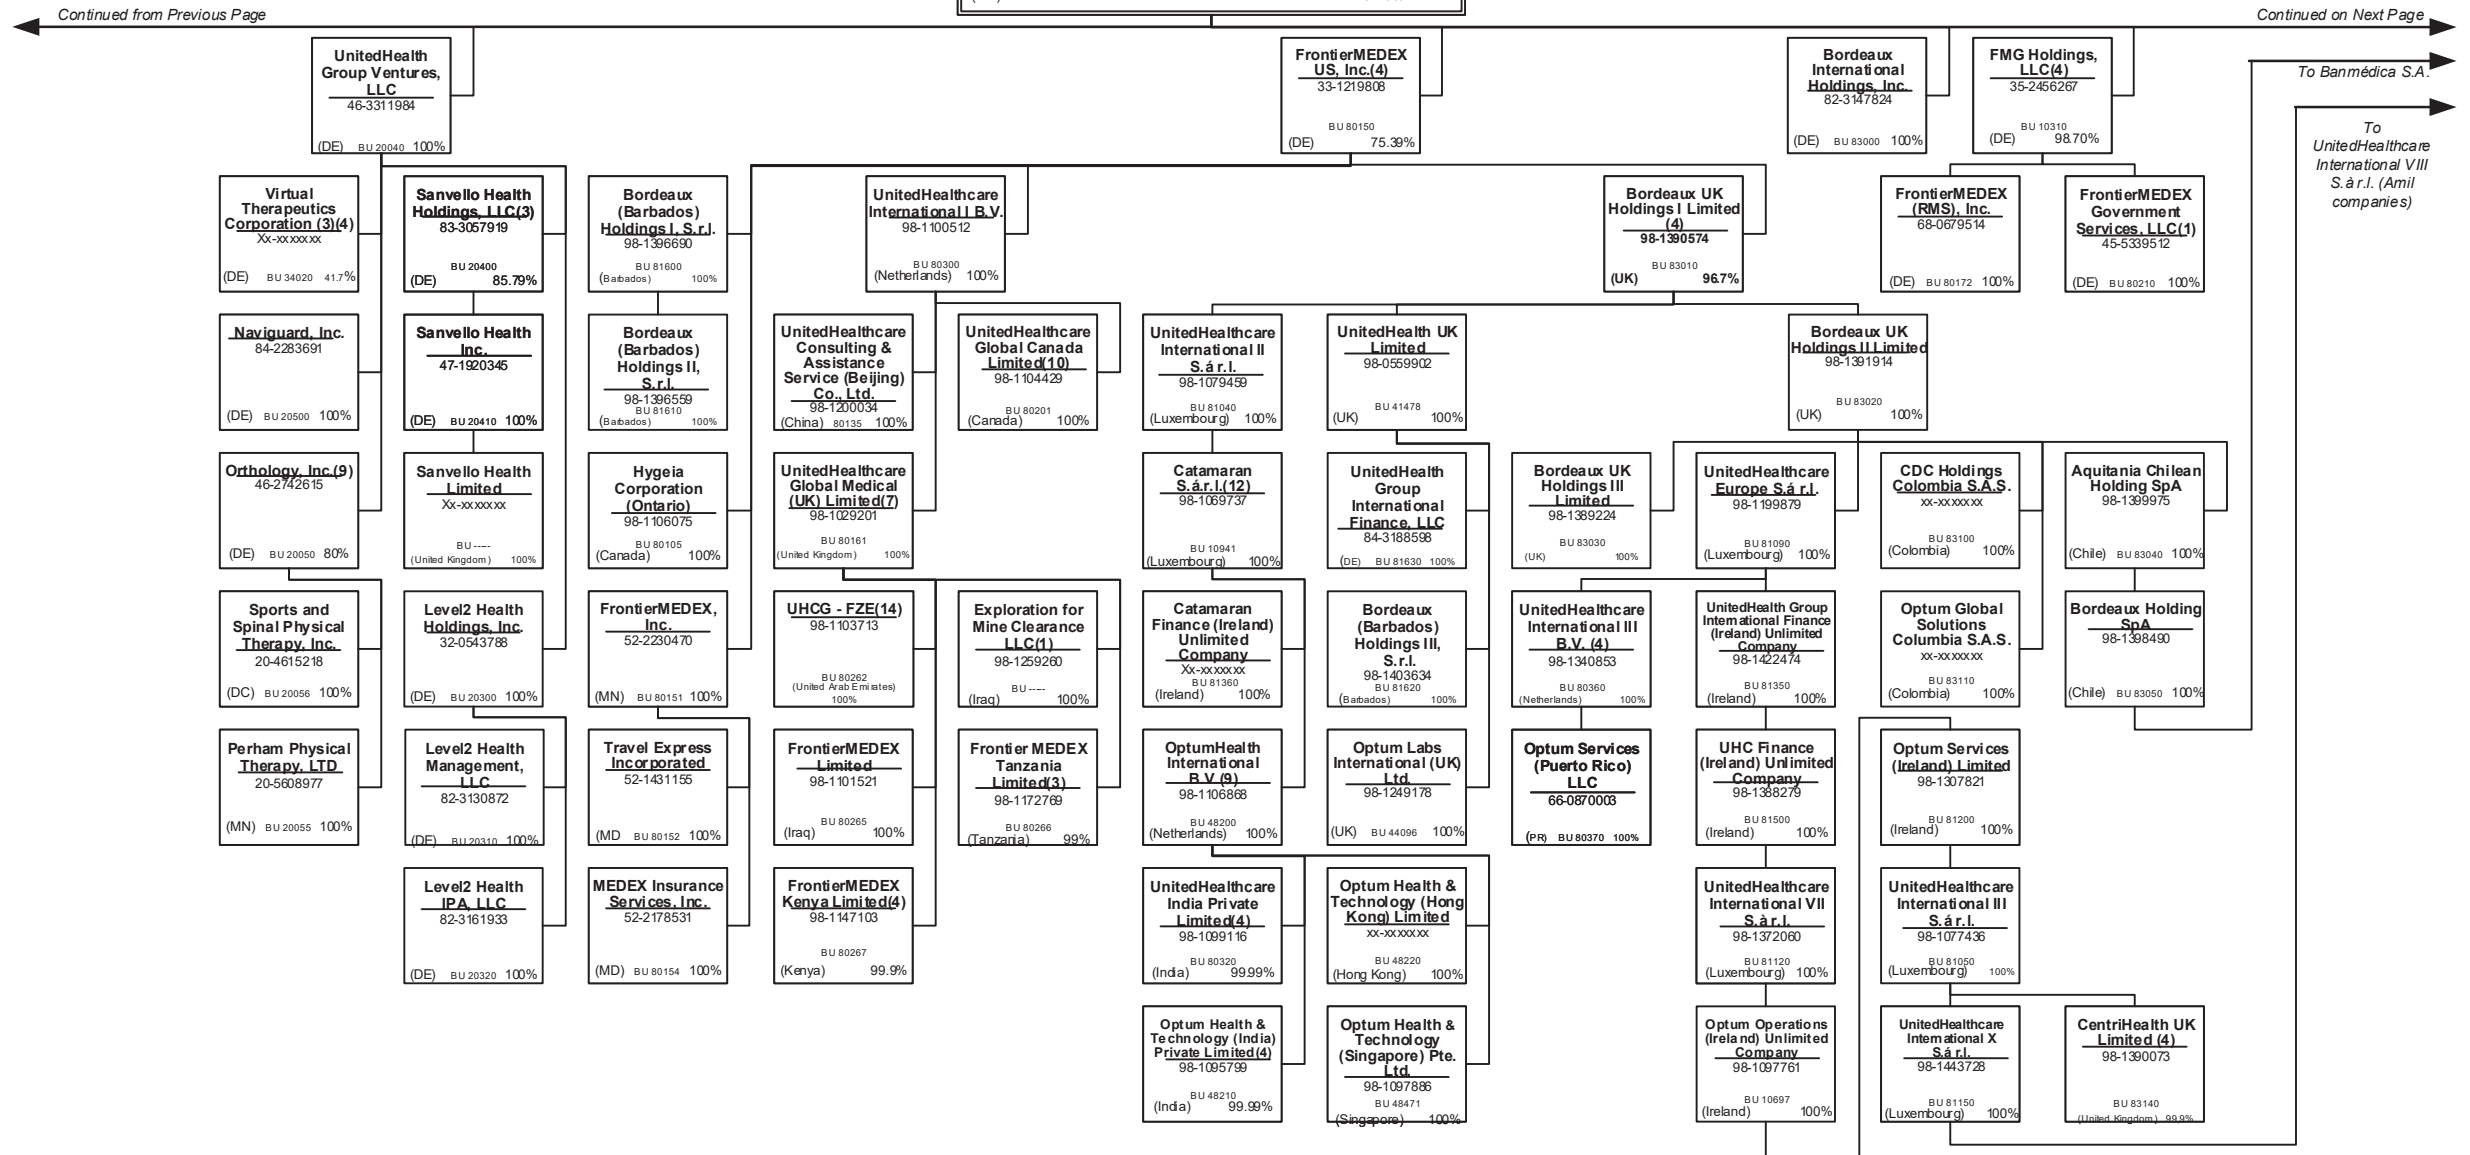 Continued from Previous Page
Continued on Next Page
UnitedHealth
Group Ventures,
LLC
46-3311984
(DE) BU 20040 100%
FrontierMEDEX
US, Inc.(4)
33-1219808
BU 80150
(DE) 75.39%
Bordeaux
International
Holdings, Inc.
82-3147824
(DE) BU 83000 100%
FMG Holdings,
LLC(4)
35-2456267
BU 10310
(DE) 98.70%
To Banmédica S.A.
To
UnitedHealthcare
International VIII
S.à r.l. (Amil
companies)
Virtual
Therapeutics
Corporation (3)(4)
Xx-xxxxxxx
(DE) BU 34020 41.7%
Sanvello Health
Holdings, LLC(3)
83-3057919
BU 20400
(DE) 85.79%
Bordeaux
(Barbados)
Holdings I, S.r.l.
98-1396690
BU 81600
(Barbados) 100%
UnitedHealthcare
International I B.V.
98-1100512
BU 80300
(Netherlands) 100%
Bordeaux UK
Holdings I Limited
(4)
98-1390574
BU 83010
(UK) 96.7%
FrontierMEDEX
(RMS), Inc.
68-0679514
(DE) BU 80172 100%
FrontierMEDEX
Government
Services, LLC(1)
45-5339512
(DE) BU 80210 100%
Naviguard, Inc.
84-2283691
(DE) BU 20500 100%
Sanvello Health
Inc.
47-1920345
(DE) BU 20410 100%
Bordeaux
(Barbados)
Holdings II,
S.r.l.
98-1396559
BU 81610
(Barbados) 100%
UnitedHealthcare
Consulting &
Assistance
Service (Beijing)
Co., Ltd.
98-1200034
(China) 80135 100%
UnitedHealthcare
Global Canada
Limited(10)
98-1104429
BU 80201
(Canada) 100%
UnitedHealthcare
International II
S.á r.l.
98-1079459
BU 81040
(Luxembourg) 100%
UnitedHealth UK
Limited
98-0559902
BU 41478
(UK) 100%
Bordeaux UK
Holdings II Limited
98-1391914
BU 83020
(UK) 100%
Orthology, Inc.(9)
46-2742615
(DE) BU 20050 80%
Sanvello Health
Limited
Xx-xxxxxxx
BU -----
(United Kingdom) 100%
Hygeia
Corporation
(Ontario)
98-1106075
BU 80105
(Canada) 100%
UnitedHealthcare
Global Medical
(UK) Limited(7)
98-1029201
BU 80161
(United Kingdom) 100%
Catamaran
S.á.r.l.(12)
98-1069737
BU 10941
(Luxembourg) 100%
UnitedHealth
Group
International
Finance, LLC
84-3188598
(DE) BU 81630 100%
Bordeaux UK
Holdings III
Limited
98-1389224
BU 83030
(UK) 100%
UnitedHealthcare
Europe S.á r.l.
98-1199879
BU 81090
(Luxembourg) 100%
CDC Holdings
Colombia S.A.S.
xx-xxxxxxx
BU 83100
(Colombia) 100%
Aquitania Chilean
Holding SpA
98-1399975
(Chile) BU 83040 100%
Sports and
Spinal Physical
Therapy, Inc.
20-4615218
(DC) BU 20056 100%
Level2 Health
Holdings, Inc.
32-0543788
(DE) BU 20300 100%
FrontierMEDEX,
Inc.
52-2230470
(MN) BU 80151 100%
UHCG - FZE(14)
98-1103713
BU 80262
(United Arab Emirates)
100%
Exploration for
Mine Clearance
LLC(1)
98-1259260
BU -----
(Iraq) 100%
Catamaran
Finance (Ireland)
Unlimited
Company
Xx-xxxxxxx
BU 81360
(Ireland) 100%
Bordeaux
(Barbados)
Holdings III,
S.r.l.
98-1403634
BU 81620
(Barbados) 100%
UnitedHealthcare
International III
B.V. (4)
98-1340853
BU 80360
(Netherlands) 100%
UnitedHealth Group
International Finance
(Ireland) Unlimited
Company
98-1422474
BU 81350
(Ireland) 100%
Optum Global
Solutions
Columbia S.A.S.
xx-xxxxxxx
BU 83110
(Colombia) 100%
Bordeaux Holding
SpA
98-1398490
(Chile) BU 83050 100%
Perham Physical
Therapy, LTD
20-5608977
(MN) BU 20055 100%
Level2 Health
Management,
LLC
82-3130872
(DE) BU 20310 100%
Travel Express
Incorporated
52-1431155
(MD BU 80152 100%
FrontierMEDEX
Limited
98-1101521
BU 80265
(Iraq) 100%
Frontier MEDEX
Tanzania
Limited(3)
98-1172769
BU 80266
(Tanzania) 99%
OptumHealth
International
B.V.(9)
98-1106868
BU 48200
(Netherlands) 100%
Optum Labs
International (UK)
Ltd.
98-1249178
(UK) BU 44096 100%
Optum Services
(Puerto Rico)
LLC
66-0870003
(PR) BU 80370 100%
UHC Finance
(Ireland) Unlimited
Company
98-1388279
BU 81500
(Ireland) 100%
Optum Services
(Ireland) Limited
98-1307821
BU 81200
(Ireland) 100%
Level2 Health
IPA, LLC
82-3161933
(DE) BU 20320 100%
MEDEX Insurance
Services, Inc.
52-2178531
(MD) BU 80154 100%
FrontierMEDEX
Kenya Limited(4)
98-1147103
BU 80267
(Kenya) 99.9%
UnitedHealthcare
India Private
Limited(4)
98-1099116
BU 80320
(India) 99.99%
Optum Health &
Technology (Hong
Kong) Limited
xx-xxxxxxx
BU 48220
(Hong Kong) 100%
UnitedHealthcare
International VII
S.à r.l.
98-1372060
BU 81120
(Luxembourg) 100%
UnitedHealthcare
International III
S.á r.l.
98-1077436
BU 81050
(Luxembourg) 100%
Optum Health &
Technology (India)
Private Limited(4)
98-1095799
BU 48210
(India) 99.99%
Optum Health &
Technology
(Singapore) Pte.
Ltd.
98-1097886
BU 48471
(Singapore) 100%
Optum Operations
(Ireland) Unlimited
Company
98-1097761
BU 10697
(Ireland) 100%
UnitedHealthcare
International X
S.á r.l.
98-1443728
BU 81150
(Luxembourg) 100%
CentriHealth UK
Limited (4)
98-1390073
BU 83140
(United Kingdom) 99.9%